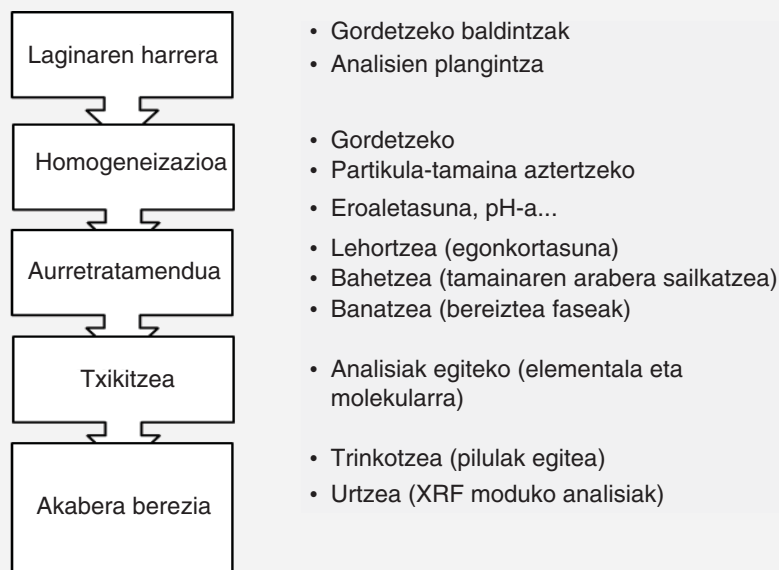 Laginaren harrera
• Gordetzeko baldintzak
• Analisien plangintza
Homogeneizazioa
• Gordetzeko
• Partikula-tamaina aztertzeko
• Eroaletasuna, pH-a...
Aurretratamendua
• Lehortzea (egonkortasuna)
• Bahetzea (tamainaren arabera sailkatzea)
• Banatzea (bereiztea faseak)
Txikitzea
• Analisiak egiteko (elementala eta
molekularra)
Akabera berezia
• Trinkotzea (pilulak egitea)
• Urtzea (XRF moduko analisiak)